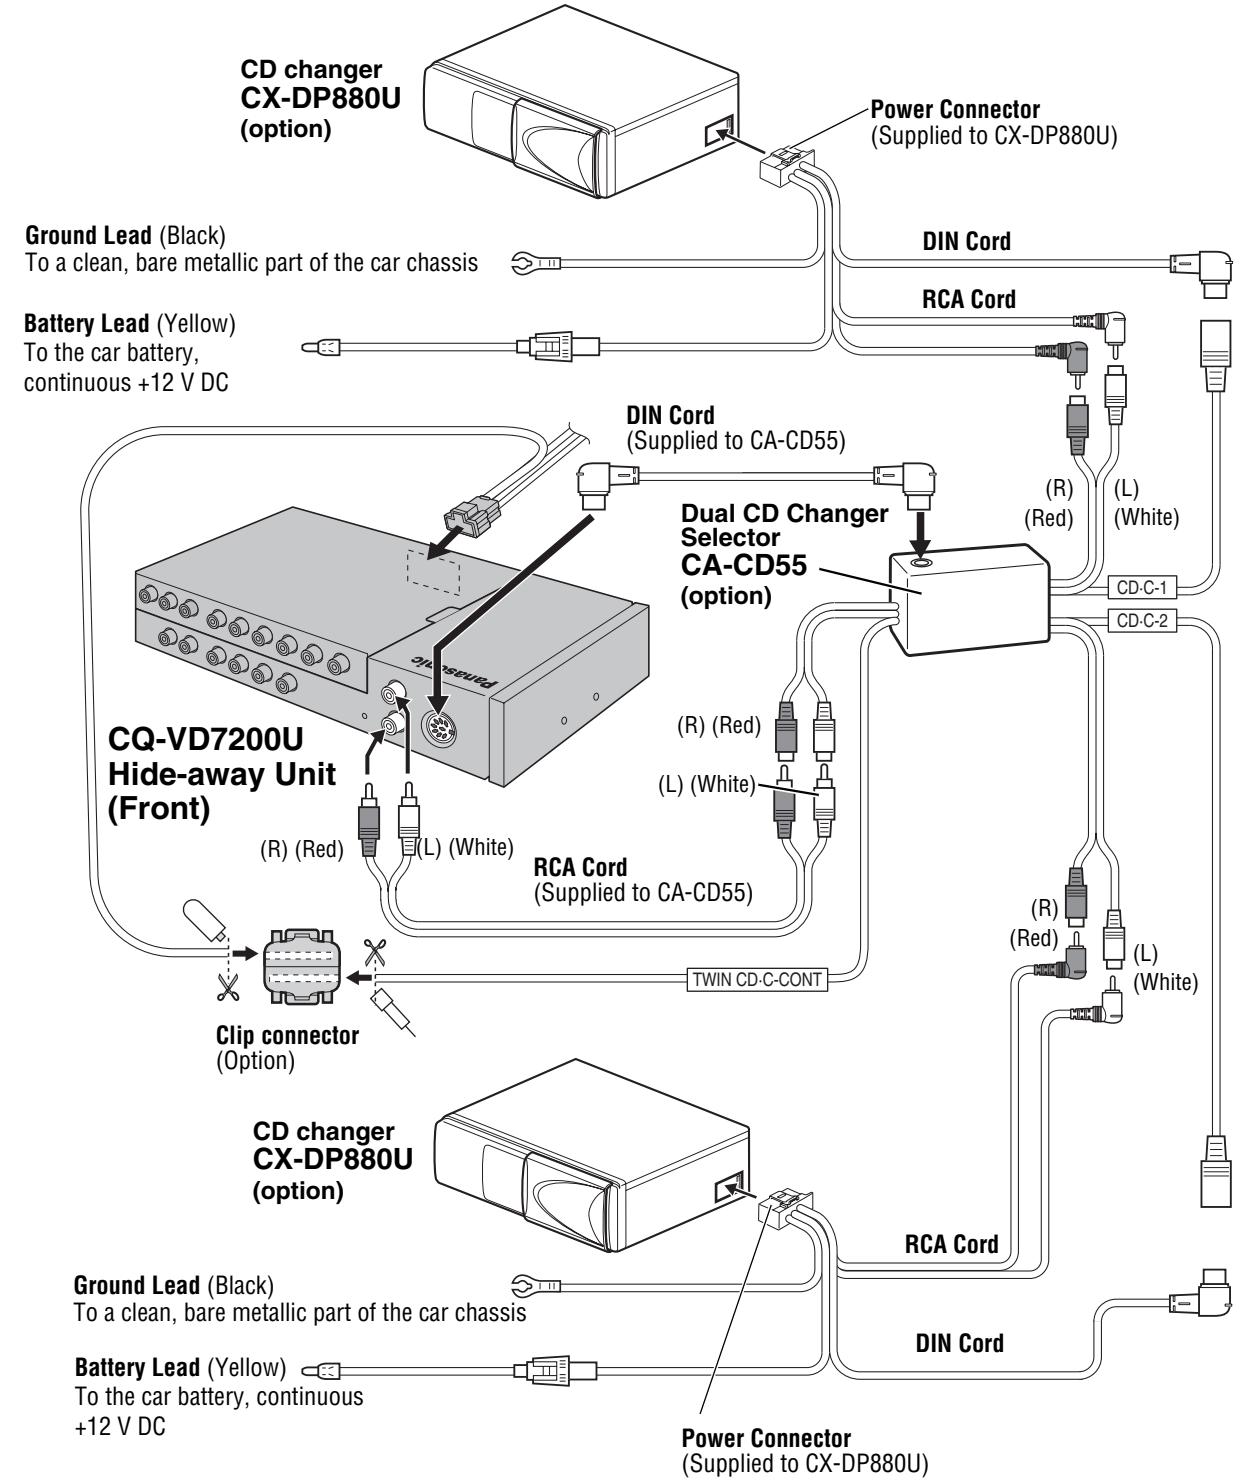 CD changer
CX-DP880U
(option)
Power Connector
(Supplied to CX-DP880U)
Ground Lead (Black)
To a clean, bare metallic part of the car chassis
DIN Cord
RCA Cord
Battery Lead (Yellow)
To the car battery,
continuous +12 V DC
DIN Cord
(Supplied to CA-CD55)
(R)
(Red)
(L)
(White)
Dual CD Changer
Selector
CA-CD55
(option)
CD·C-1
CD·C-2
Panasonic
CQ-VD7200U
Hide-away Unit
(Front)
(R) (Red)
(L) (White)
(R) (Red)
(L) (White)
RCA Cord
(Supplied to CA-CD55)
(R)
(Red)
(L)
(White)
TWIN CD·C-CONT
Clip connector
(Option)
CD changer
CX-DP880U
(option)
RCA Cord
Ground Lead (Black)
To a clean, bare metallic part of the car chassis
DIN Cord
Battery Lead (Yellow)
To the car battery, continuous
+12 V DC
Power Connector
(Supplied to CX-DP880U)